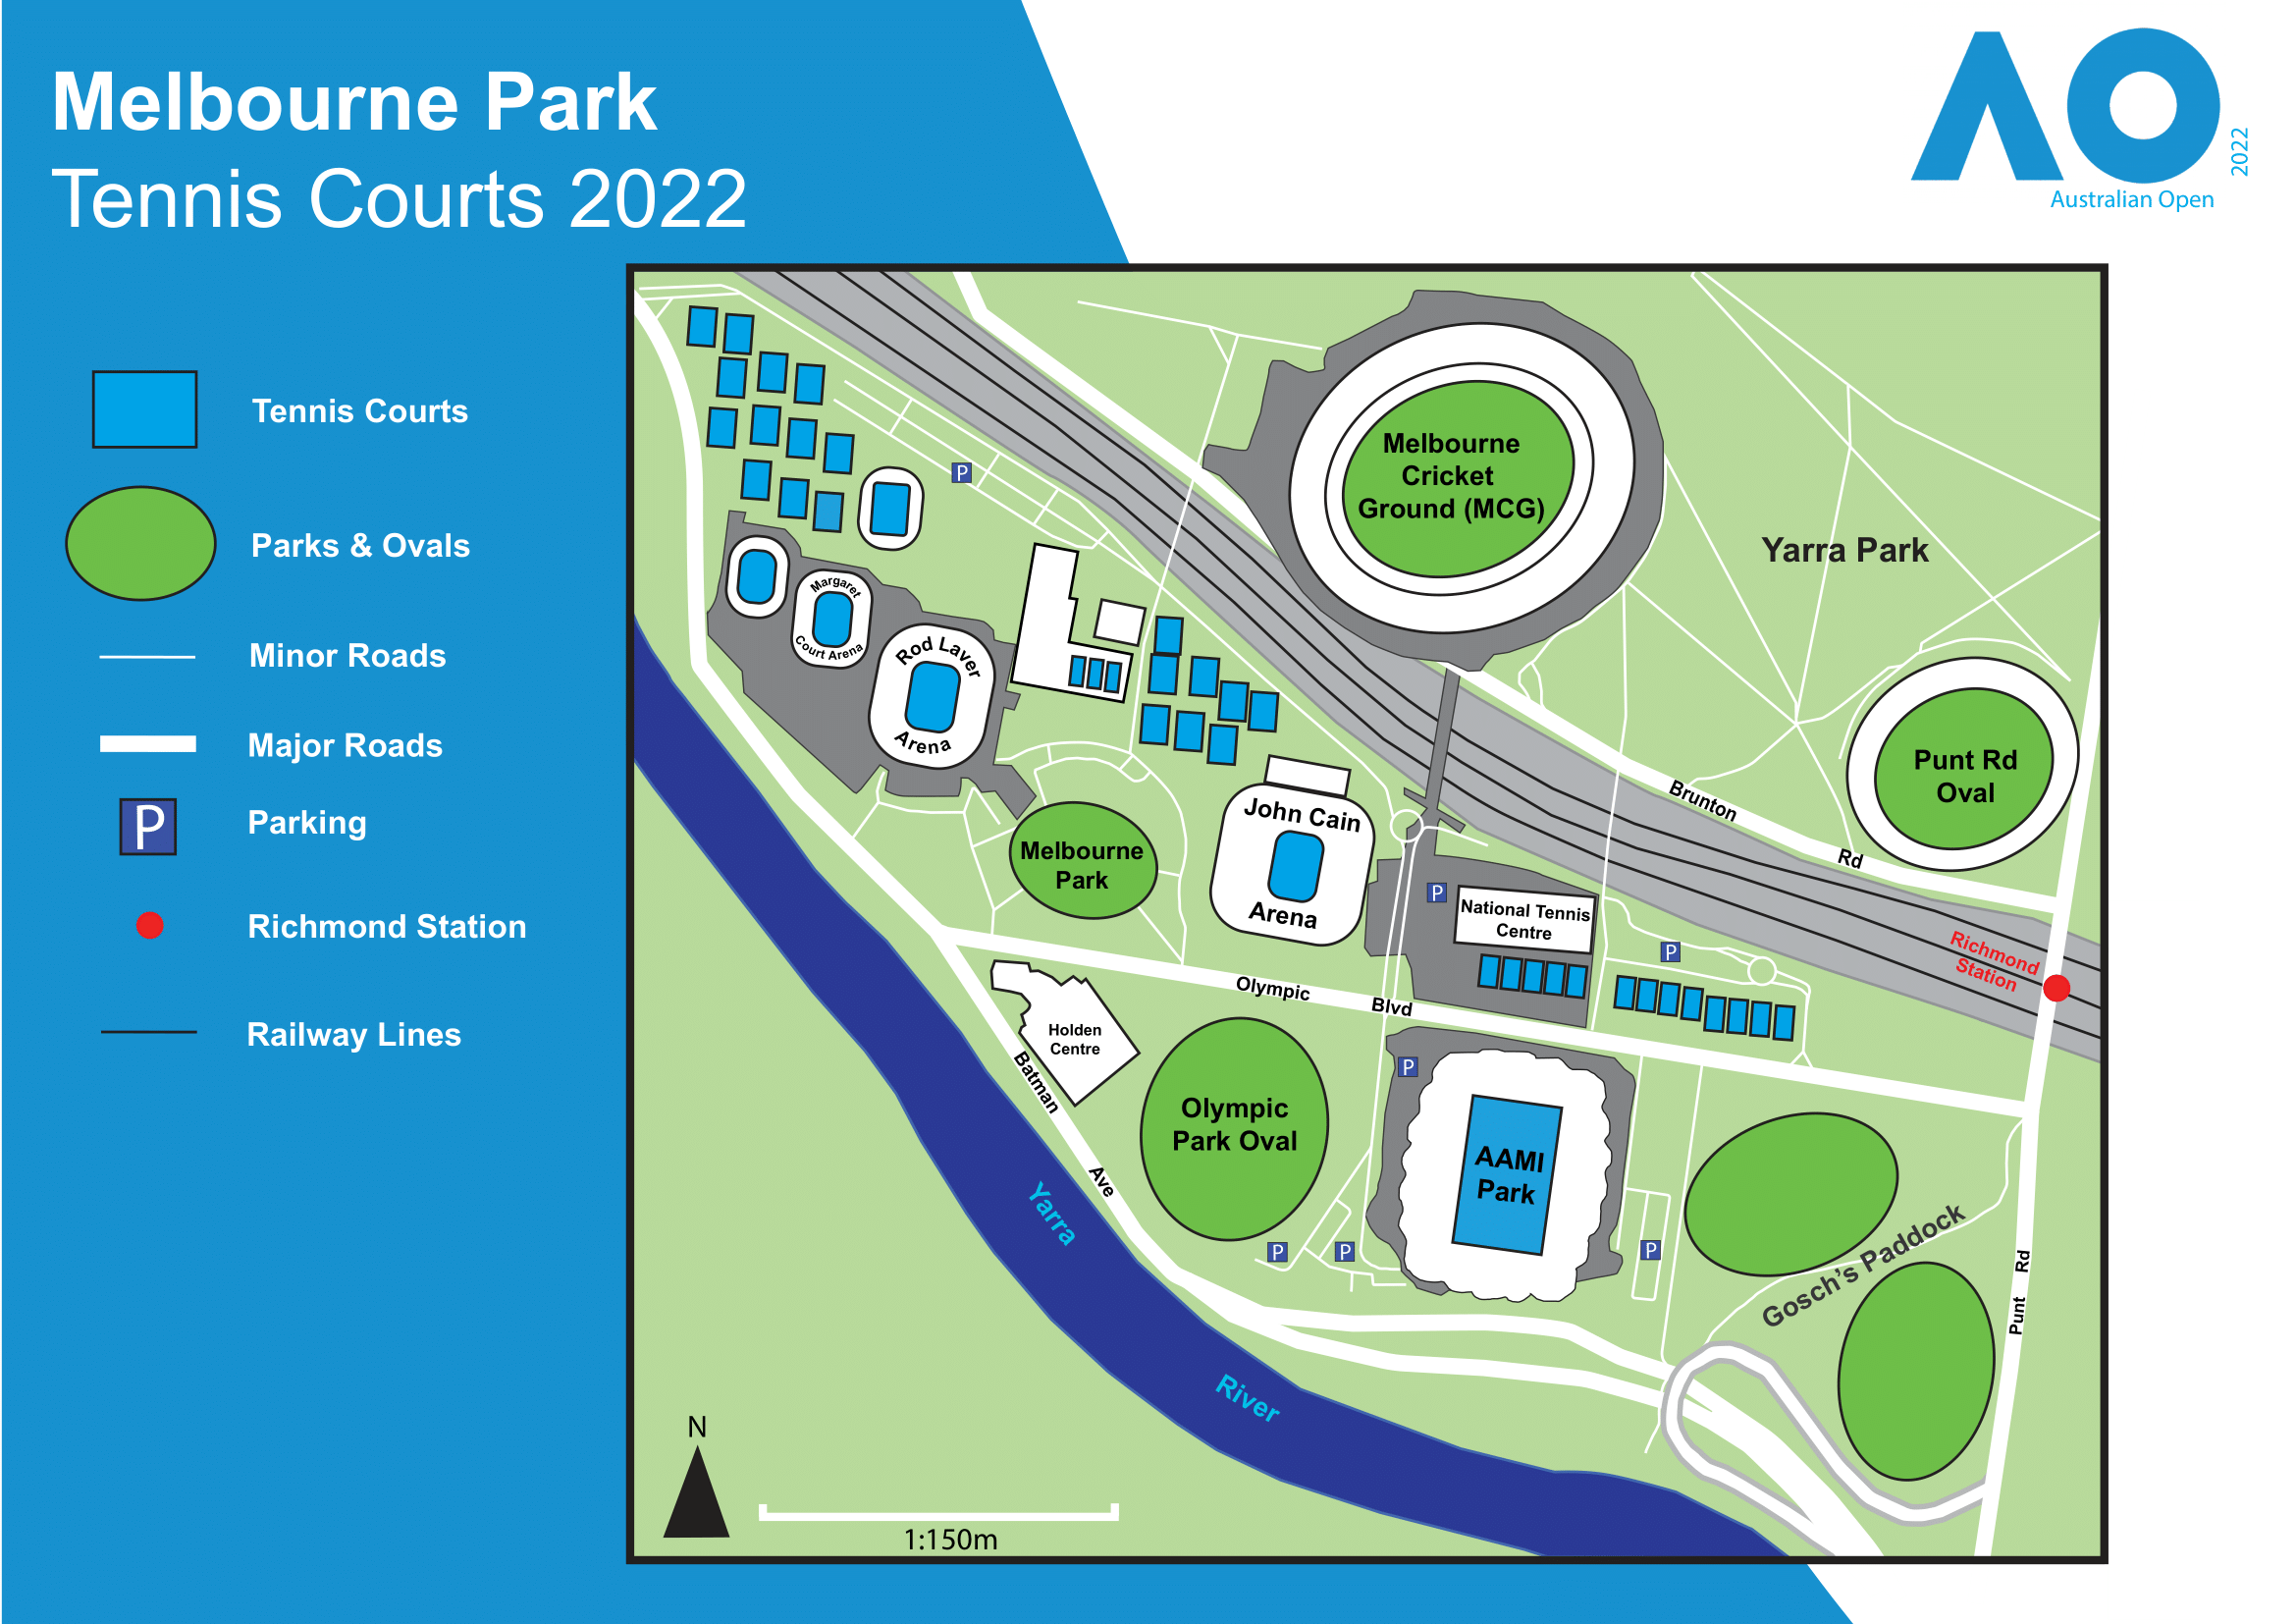 Melbourne Park
Tennis Courts 2022
AO
2022
Australian Open
Tennis Courts
Parks & Ovals
Minor Roads
Major Roads
P
Parking
Richmond Station
Railway Lines
Melbourne
Cricket
Ground (MCG)
P
Yarra Park
Margaret
Court Arena
Rod Laver
Arena
Punt Rd
Oval
Brunton
Rd
John Cain
Arena
Melbourne
Park
P
National Tennis
Centre
P
Richmond
Station
Olympic
Blvd
Holden
Centre
Batman
Ave
P
Olympic
Park Oval
AAMI
Park
Yarra
River
P
P
P
Gosch's Paddock
Punt
Rd
N
1:150m